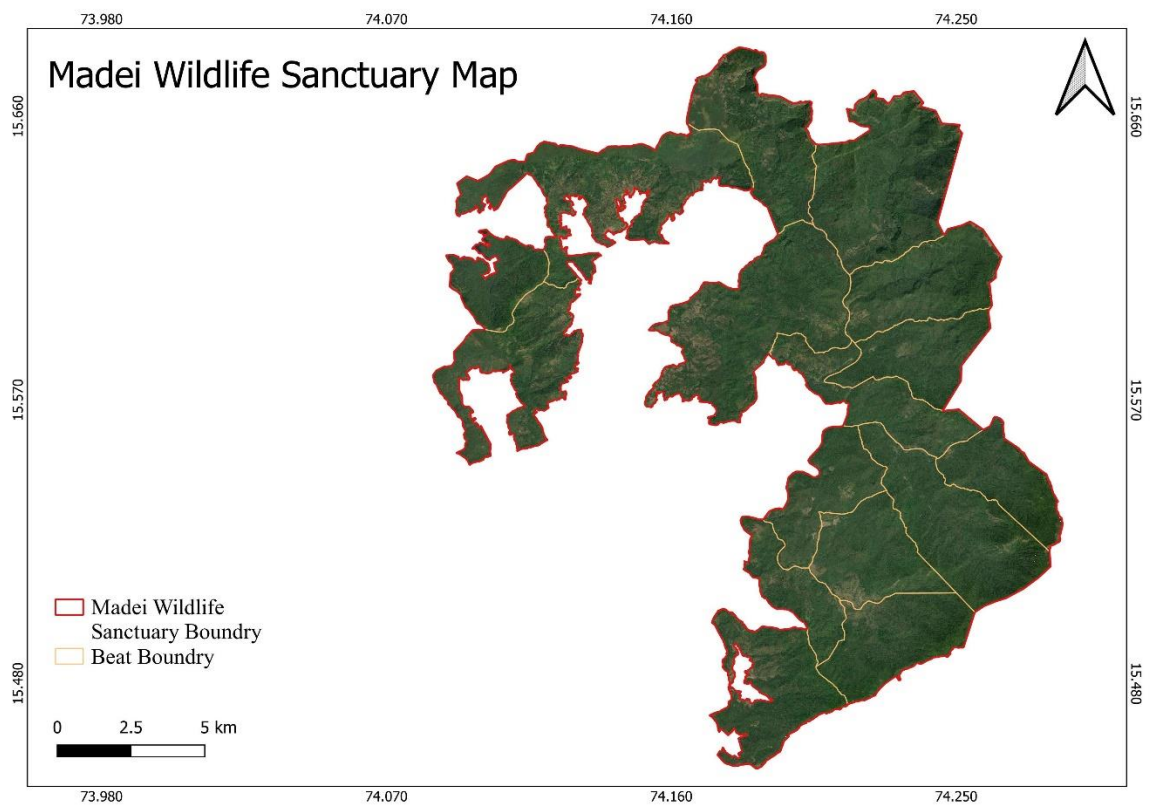 73.980 74.070 74.160 74.250
Madei Wildlife Sanctuary Map
15.660 15.660
15.570 15.570
Madei Wildlife
Sanctuary Boundry
Beat Boundry
15.480 15.480
0 2.5 5 km
73.980 74.070 74.160 74.250